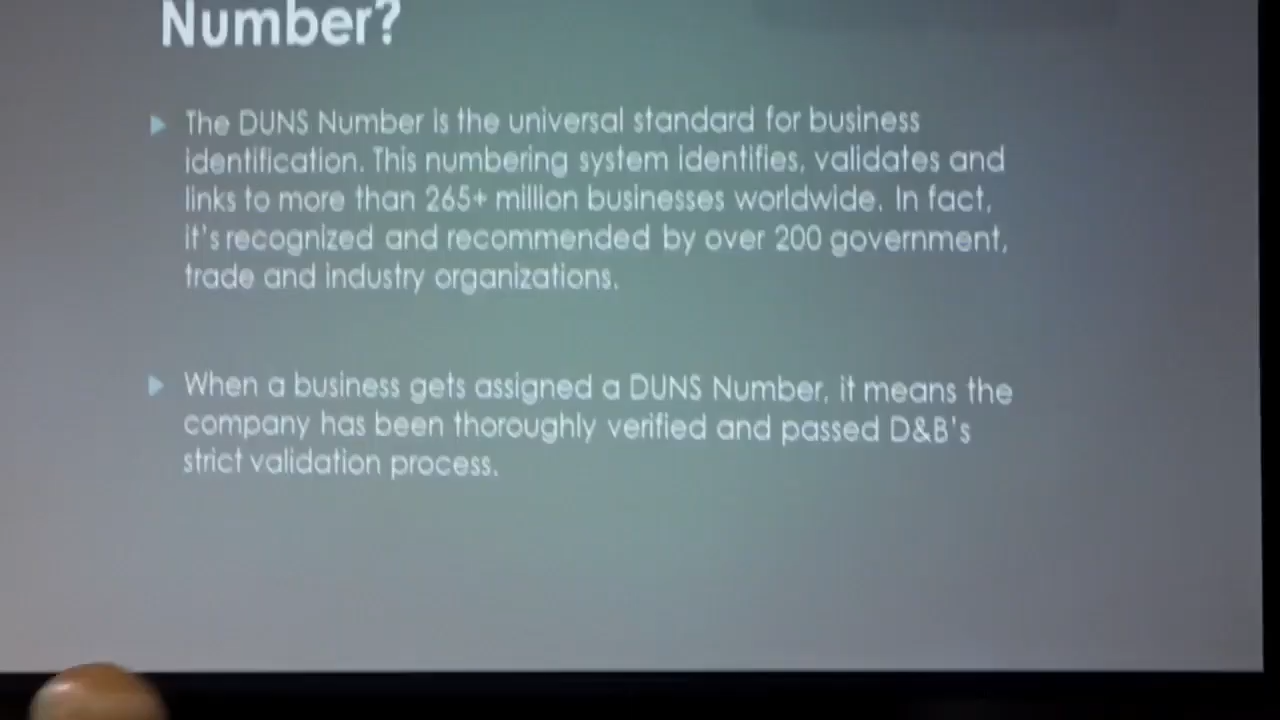 Number?
The DUNS Number is the universal standard for business
identification. This numbering system identifies, validates and
links to more than 265+ million businesses worldwide. In fact,
it's recognized and recommended by over 200 government,
trade and industry organizations.
When a business gets assigned a DUNS Number, it means the
company has been thoroughly verified and passed D&B's
strict validation process.